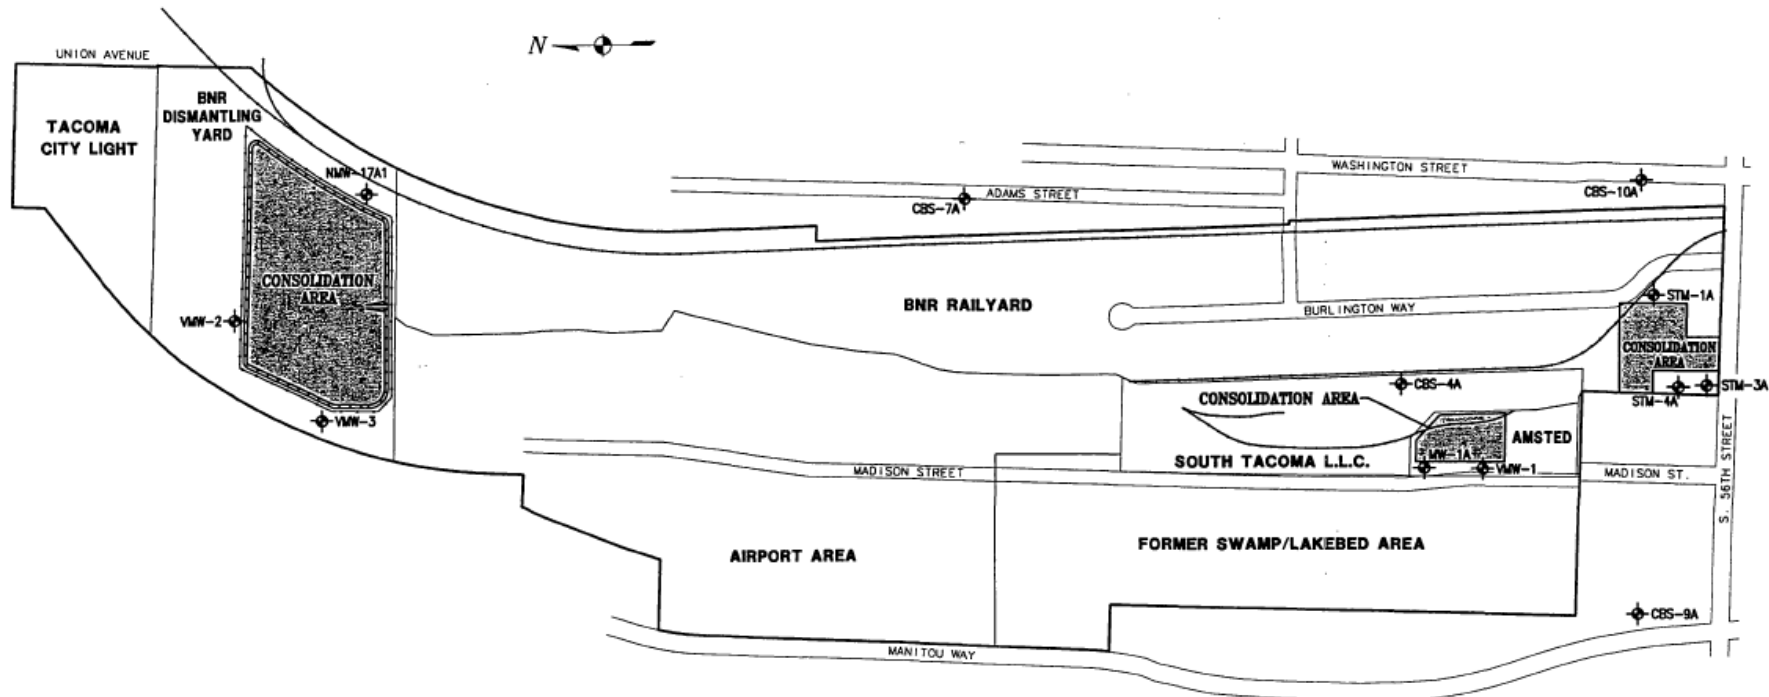 N
UNION AVENUE
TACOMA
CITY LIGHT
BNR
DISMANTLING
YARD
NMW-17A1
CONSOLIDATION
AREA
VMW-2
VMW-3
ADAMS STREET
CBS-7A
WASHINGTON STREET
CBS-10A
BNR RAILYARD
BURLINGTON WAY
STM-1A
CONSOLIDATION
AREA
STM-3A
STM-4A
CBS-4A
CONSOLIDATION AREA
AMSTED
SOUTH TACOMA L.L.C.
MW-1A
VMW-1
MADISON STREET
MADISON ST.
S. 56TH STREET
AIRPORT AREA
FORMER SWAMP/LAKEBED AREA
CBS-9A
MANITOU WAY